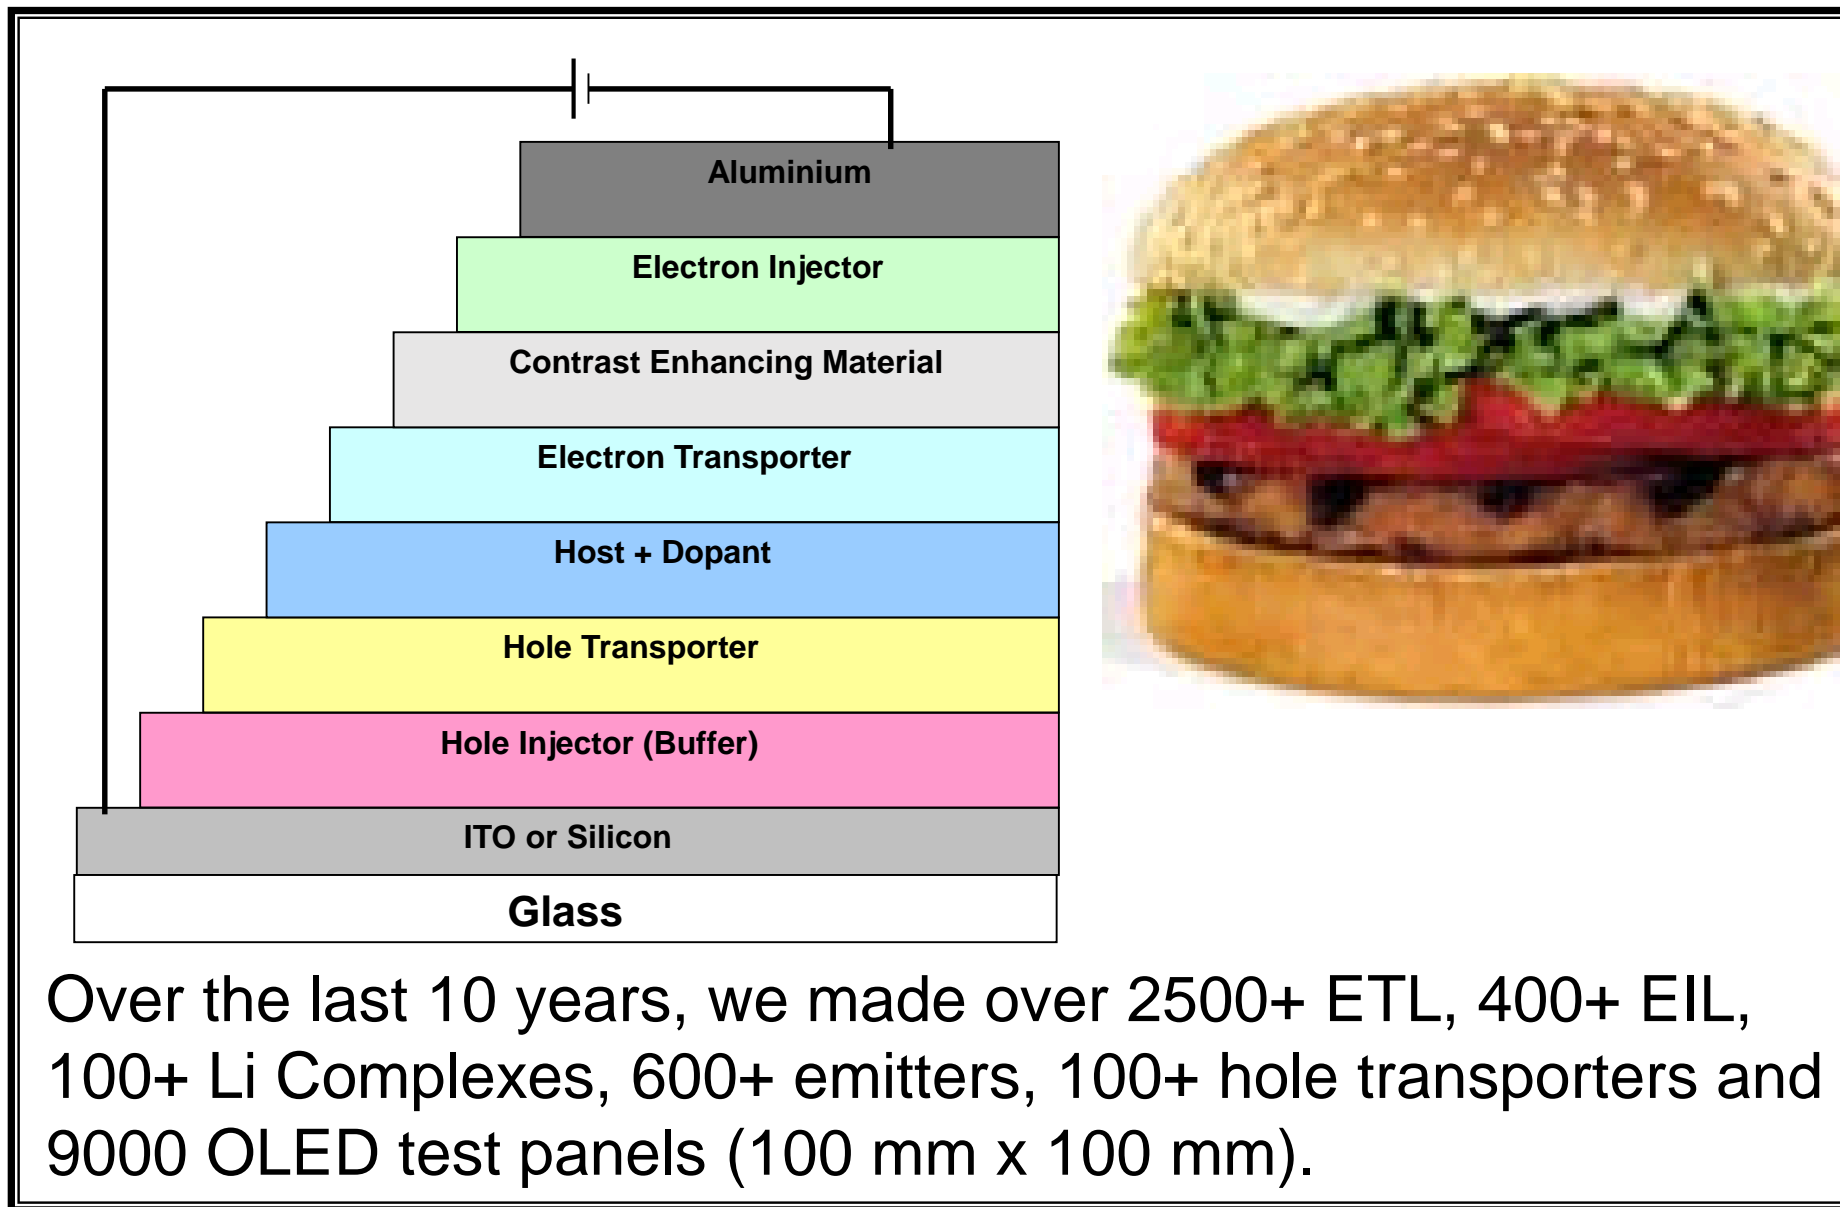 Aluminium
Electron Injector
Contrast Enhancing Material
Electron Transporter
Host + Dopant
Hole Transporter
Hole Injector (Buffer)
ITO or Silicon
Glass
Over the last 10 years, we made over 2500+ ETL, 400+ EIL,
100+ Li Complexes, 600+ emitters, 100+ hole transporters and
9000 OLED test panels (100 mm x 100 mm).